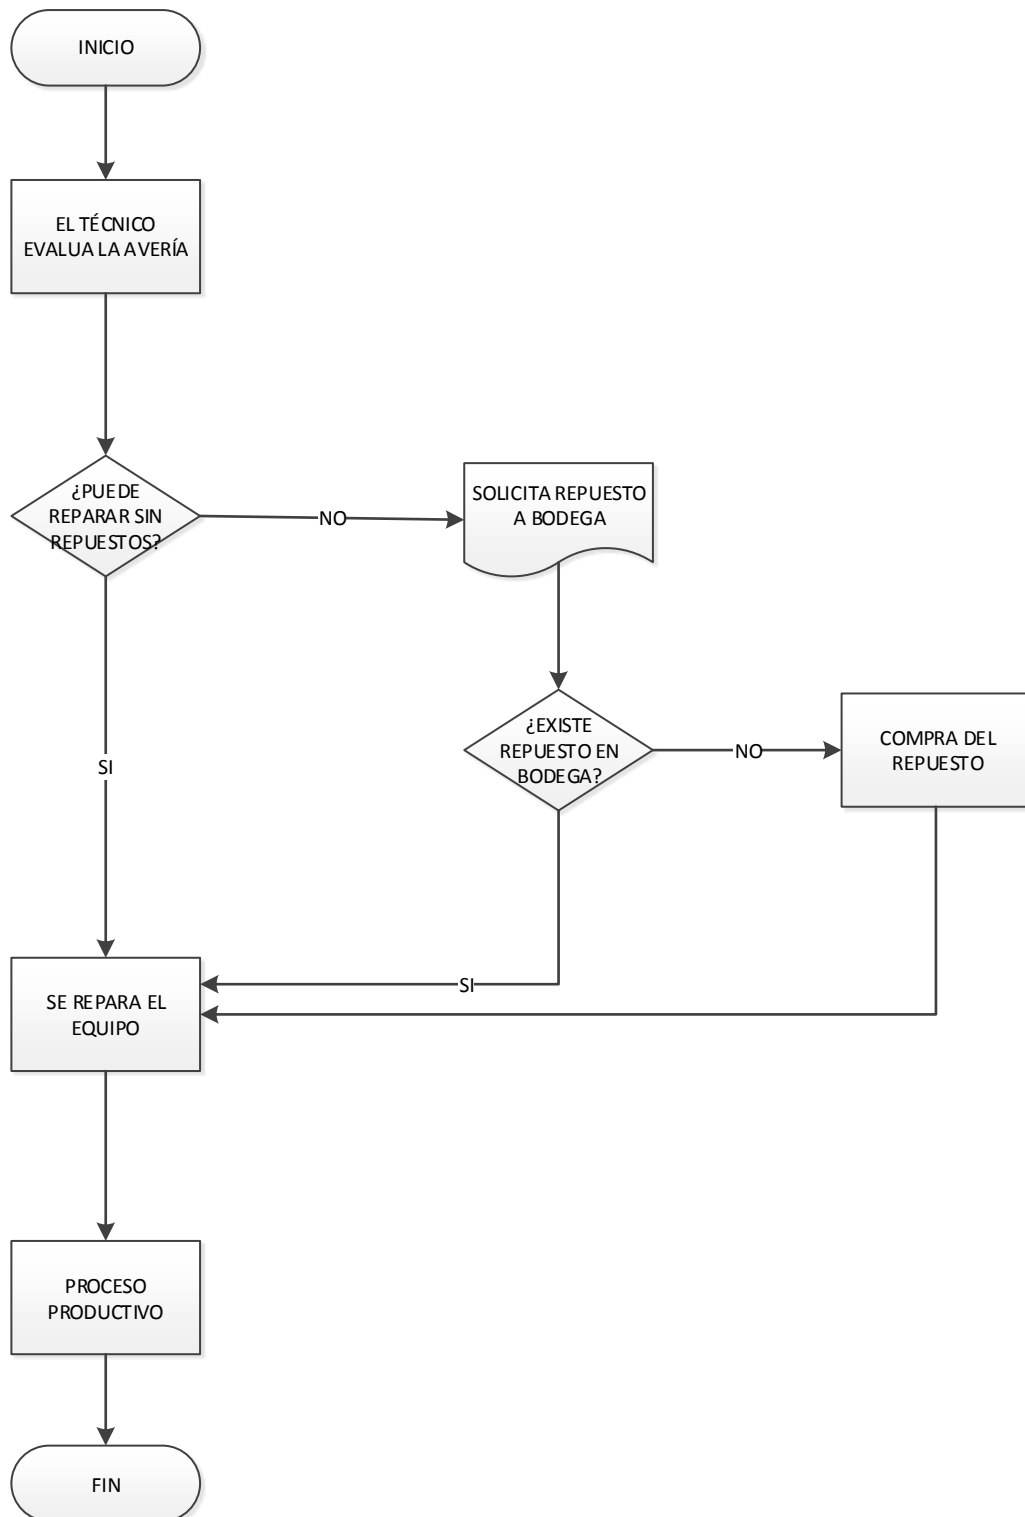 INICIO
EL TÉCNICO
EVALUA LA AVERÍA
¿PUEDE
REPARAR SIN
REPUESTOS?
NO
SOLICITA REPUESTO
A BODEGA
¿EXISTE
REPUESTO EN
BODEGA?
NO
COMPRA DEL
REPUESTO
SI
SI
SE REPARA EL
EQUIPO
PROCESO
PRODUCTIVO
FIN